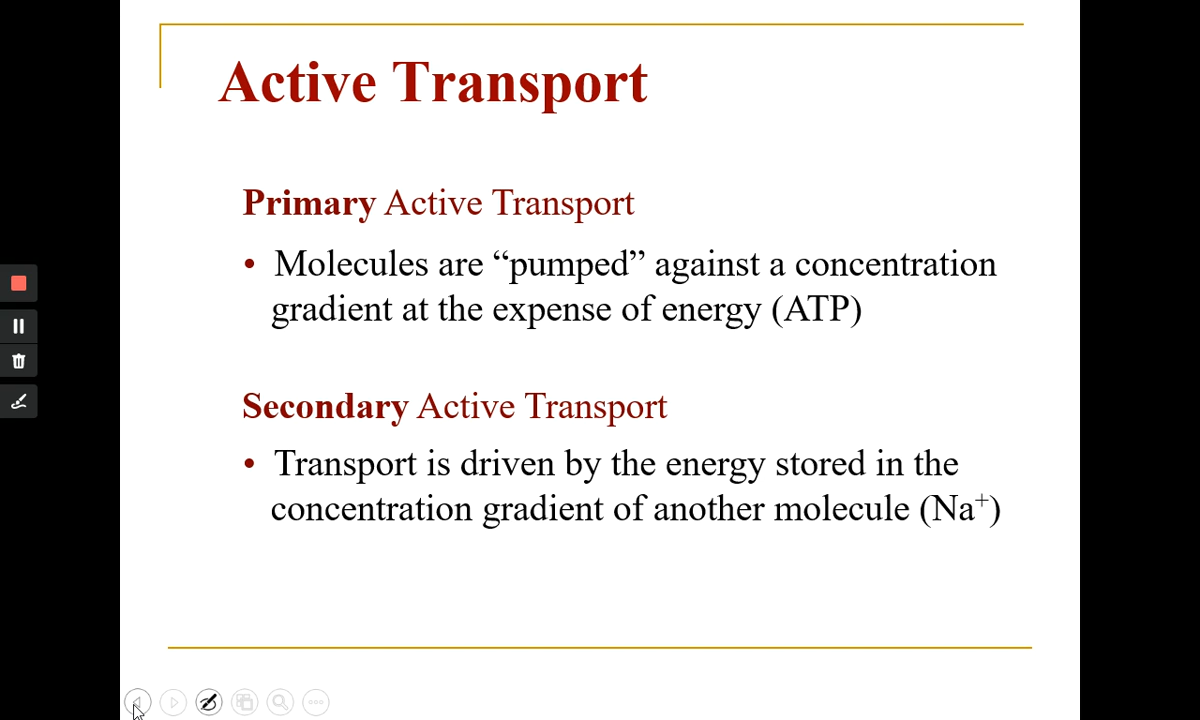 Active Transport
Primary Active Transport
• Molecules are “pumped” against a concentration
gradient at the expense of energy (ATP)
Secondary Active Transport
• Transport is driven by the energy stored in the
concentration gradient of another molecule (Na⁺)